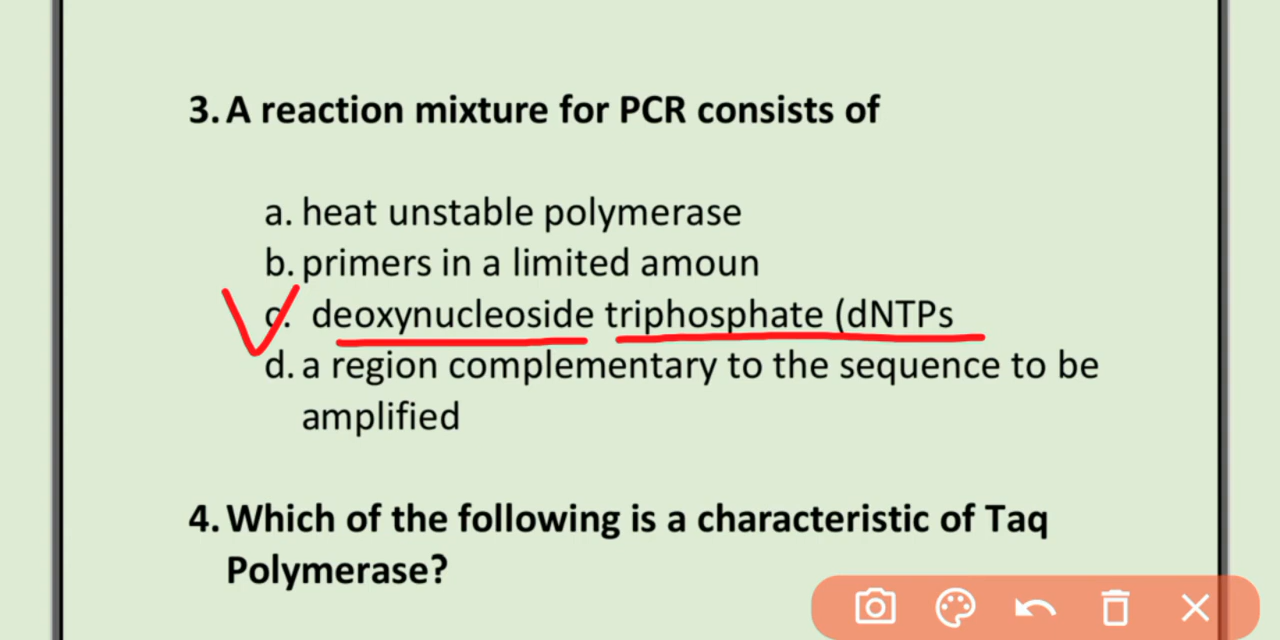 3. A reaction mixture for PCR consists of
a. heat unstable polymerase
b. primers in a limited amoun
c. deoxynucleoside triphosphate (dNTPs
d. a region complementary to the sequence to be
amplified
4. Which of the following is a characteristic of Taq
Polymerase?